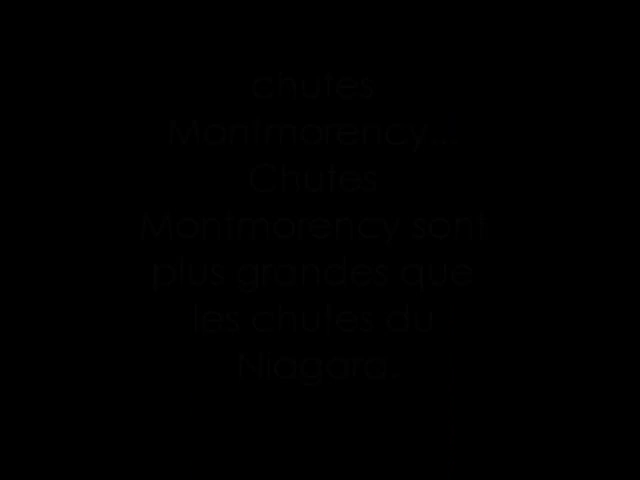 chutes
Montmorency...
Chutes
Montmorency sont
plus grandes que
les chutes du
Niagara.